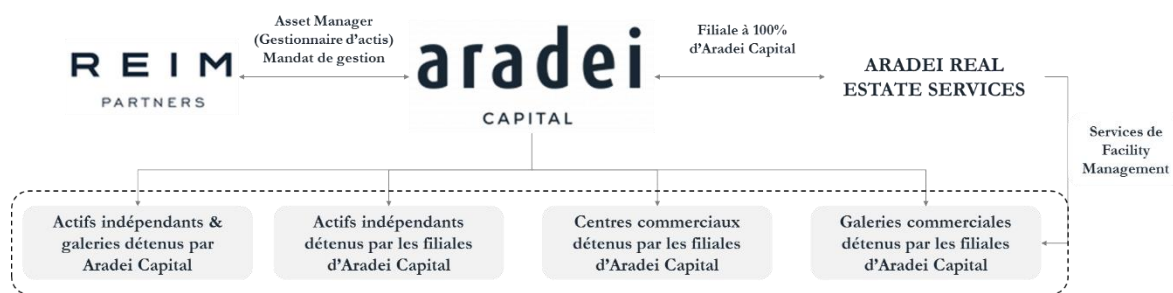 Asset Manager
(Gestionnaire d'actis)
Mandat de gestion
REIM
PARTNERS
aradei
CAPITAL
Filiale à 100%
d'Aradei Capital
ARADEI REAL
ESTATE SERVICES
Services de
Facility
Management
Actifs indépendants &
galeries détenus par
Aradei Capital
Actifs indépendants
détenus par les filiales
d'Aradei Capital
Centres commerciaux
détenus par les filiales
d'Aradei Capital
Galeries commerciales
détenues par les filiales
d'Aradei Capital